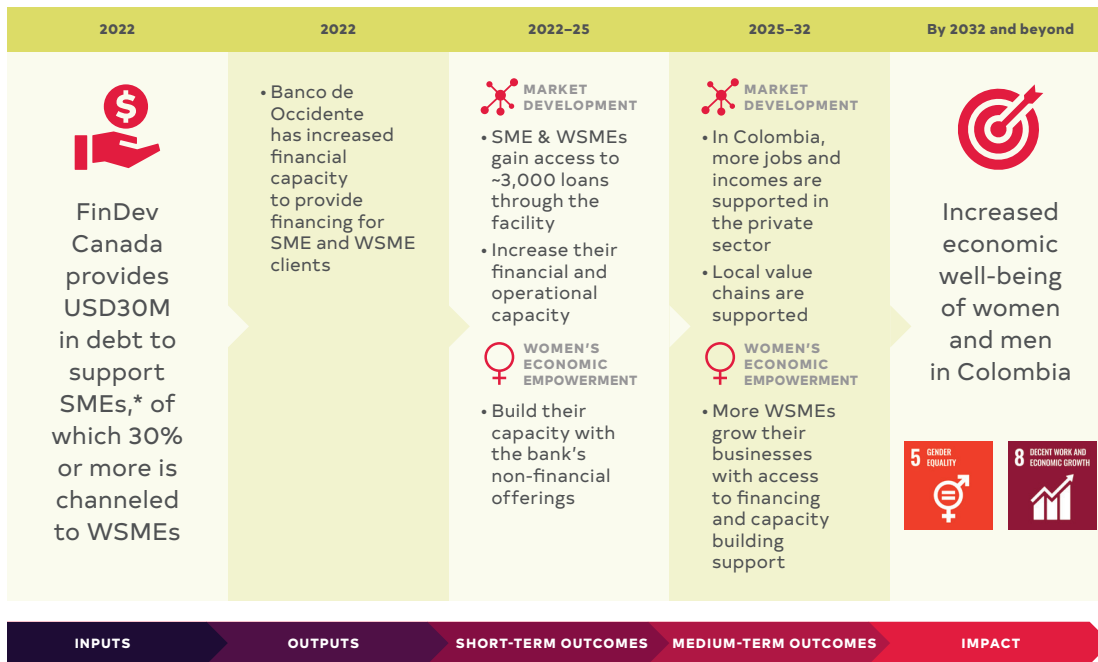 2022
2022
2022–25
2025–32
By 2032 and beyond
$
FinDev
Canada
provides
USD30M
in debt to
support
SMEs,* of
which 30%
or more is
channeled
to WSMEs
• Banco de
Occidente
has increased
financial
capacity
to provide
financing for
SME and WSME
clients
MARKET
DEVELOPMENT
• SME & WSMEs
gain access to
~3,000 loans
through the
facility
• Increase their
financial and
operational
capacity
WOMEN'S
ECONOMIC
EMPOWERMENT
• Build their
capacity with
the bank's
non-financial
offerings
MARKET
DEVELOPMENT
• In Colombia,
more jobs and
incomes are
supported in
the private
sector
• Local value
chains are
supported
WOMEN'S
ECONOMIC
EMPOWERMENT
• More WSMEs
grow their
businesses
with access
to financing
and capacity
building
support
Increased
economic
well-being
of women
and men
in Colombia
5 GENDER
EQUALITY
8 DECENT WORK AND
ECONOMIC GROWTH
INPUTS
OUTPUTS
SHORT-TERM OUTCOMES
MEDIUM-TERM OUTCOMES
IMPACT